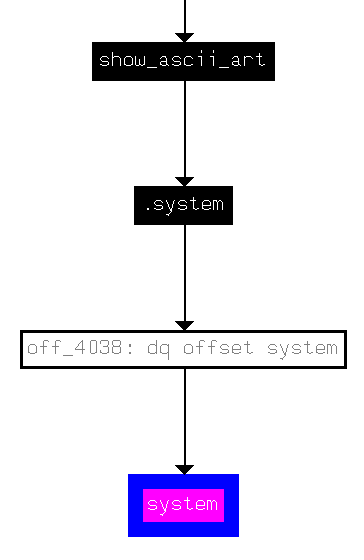 show_ascii_art
.system
off_4038: dq offset system
system